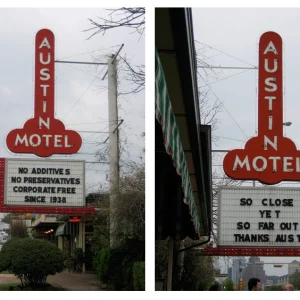 AUSTIN
MOTEL
NO ADDITIVES
NO PRESERVATIVES
CORPORATE FREE
SINCE 1938
AUSTIN
MOTEL
SO CLOSE
YET
SO FAR OUT
THANKS AUST